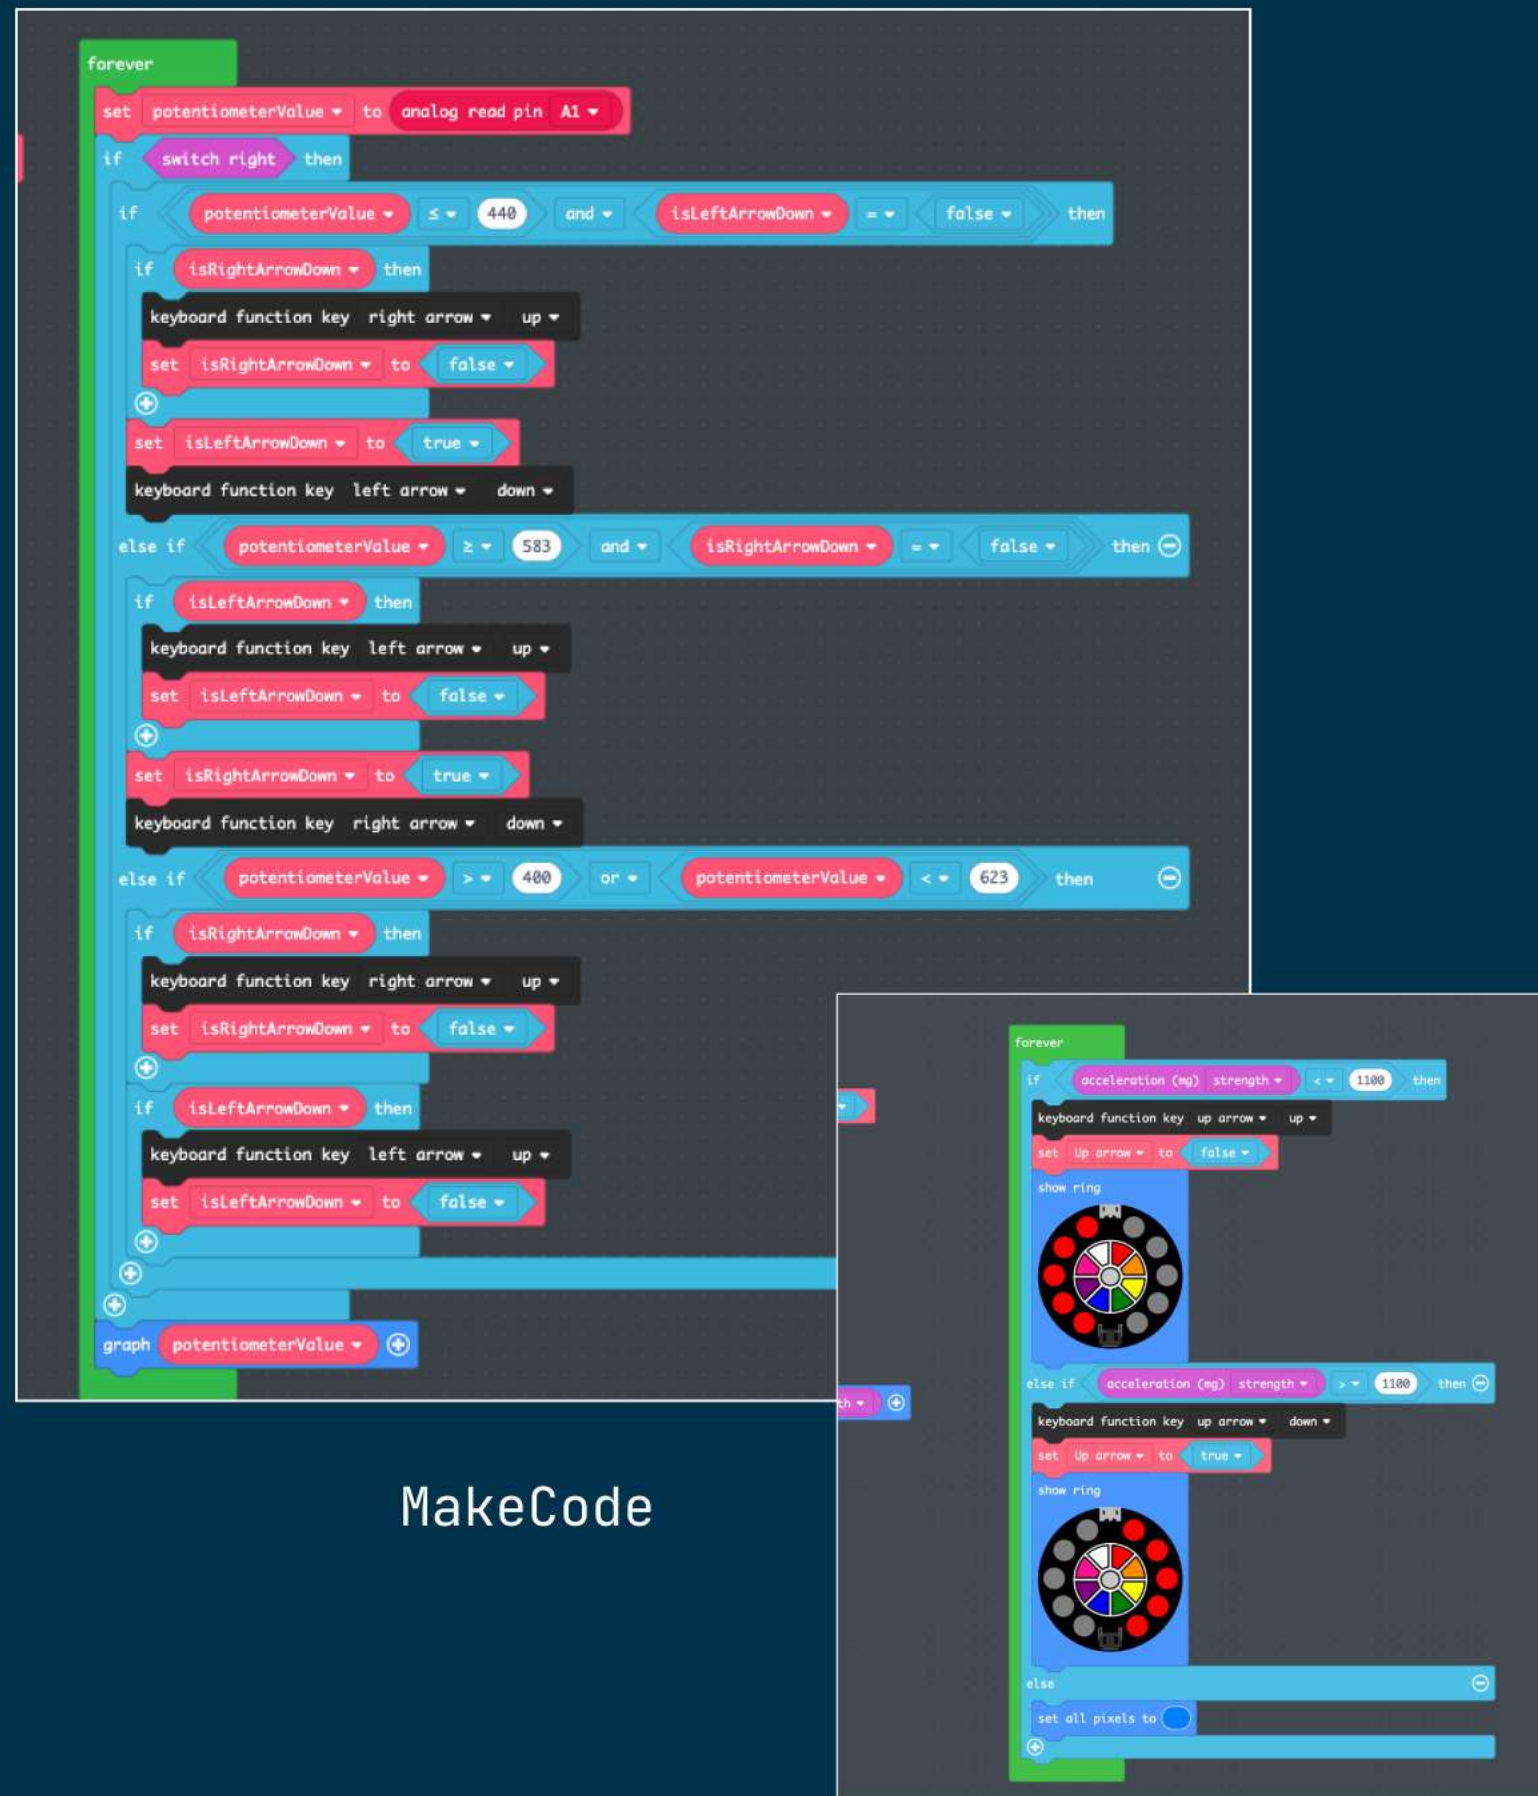 forever
set potentiometerValue to analog read pin A1
if switch right then
if potentiometerValue ≤ 440 and isLeftArrowDown = false then
if isRightArrowDown then
keyboard function key right arrow up
set isRightArrowDown to false
set isLeftArrowDown to true
keyboard function key left arrow down
else if potentiometerValue ≥ 583 and isRightArrowDown = false then
if isLeftArrowDown then
keyboard function key left arrow up
set isLeftArrowDown to false
set isRightArrowDown to true
keyboard function key right arrow down
else if potentiometerValue > 400 or potentiometerValue < 623 then
if isRightArrowDown then
keyboard function key right arrow up
set isRightArrowDown to false
if isLeftArrowDown then
keyboard function key left arrow up
set isLeftArrowDown to false
graph potentiometerValue
MakeCode
th
forever
if acceleration (mg) strength < 1100 then
keyboard function key up arrow up
set Up arrow to false
show ring
else if acceleration (mg) strength > 1100 then
keyboard function key up arrow down
set Up arrow to true
show ring
else
set all pixels to